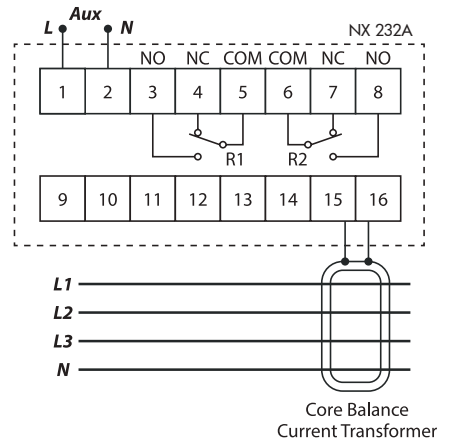 Aux
L N
NX 232A
NO NC COM COM NC NO
1 2 3 4 5 6 7 8
R1 R2
9 10 11 12 13 14 15 16
L1
L2
L3
N
Core Balance
Current Transformer